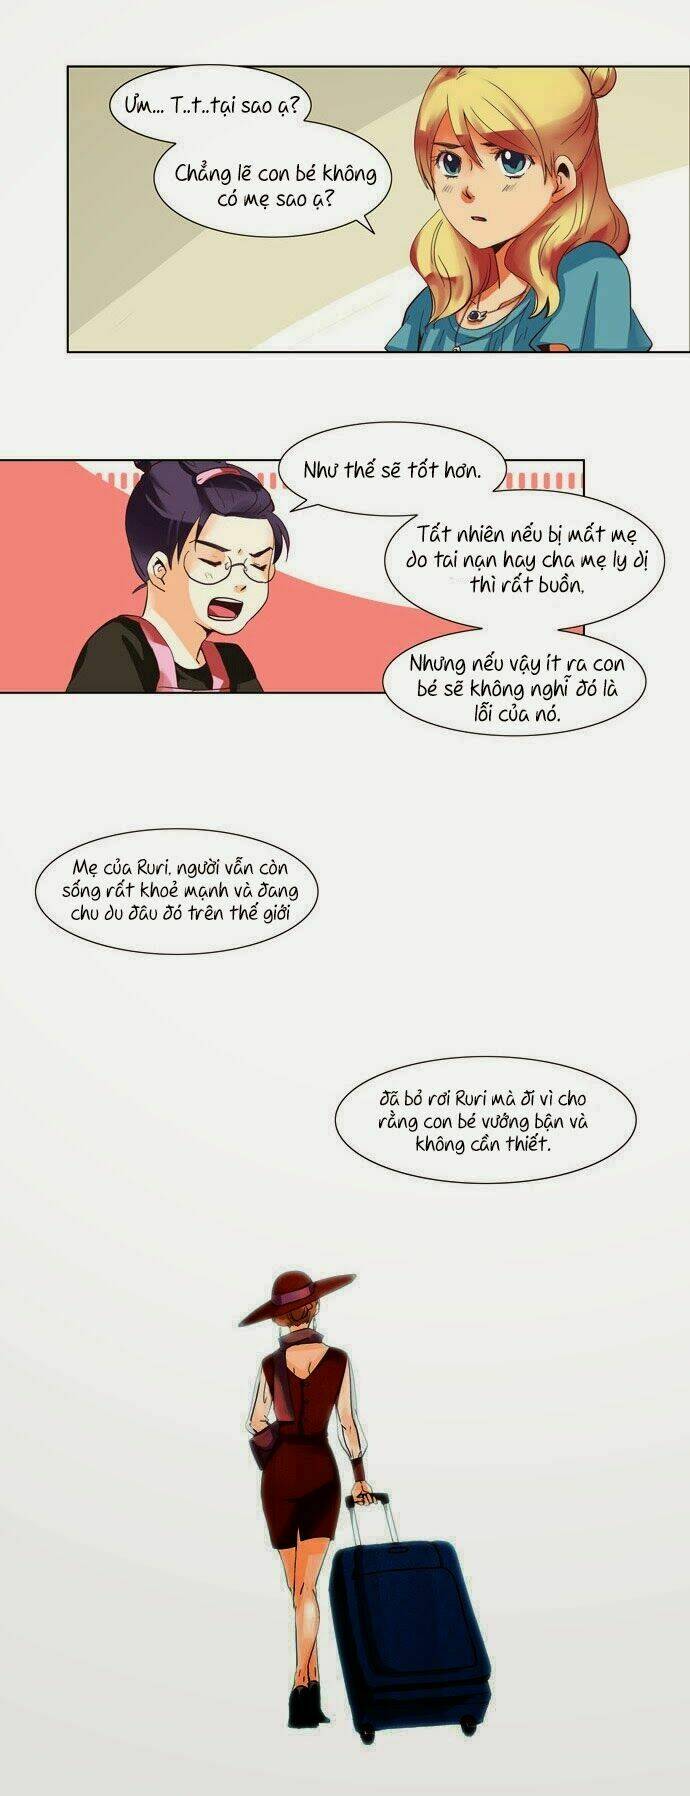 Ưm... T..t..tại sao ạ?
Chẳng lẽ con bé không
có mẹ sao ạ?
Như thế sẽ tốt hơn.
Tất nhiên nếu bị mất mẹ
do tai nạn hay cha mẹ ly dị
thì rất buồn,
Nhưng nếu vậy ít ra con
bé sẽ không nghĩ đó là
lỗi của nó.
Mẹ của Ruri, người vẫn còn
sống rất khoẻ mạnh và đang
chu du đâu đó trên thế giới
đã bỏ rơi Ruri mà đi vì cho
rằng con bé vướng bận và
không cần thiết.